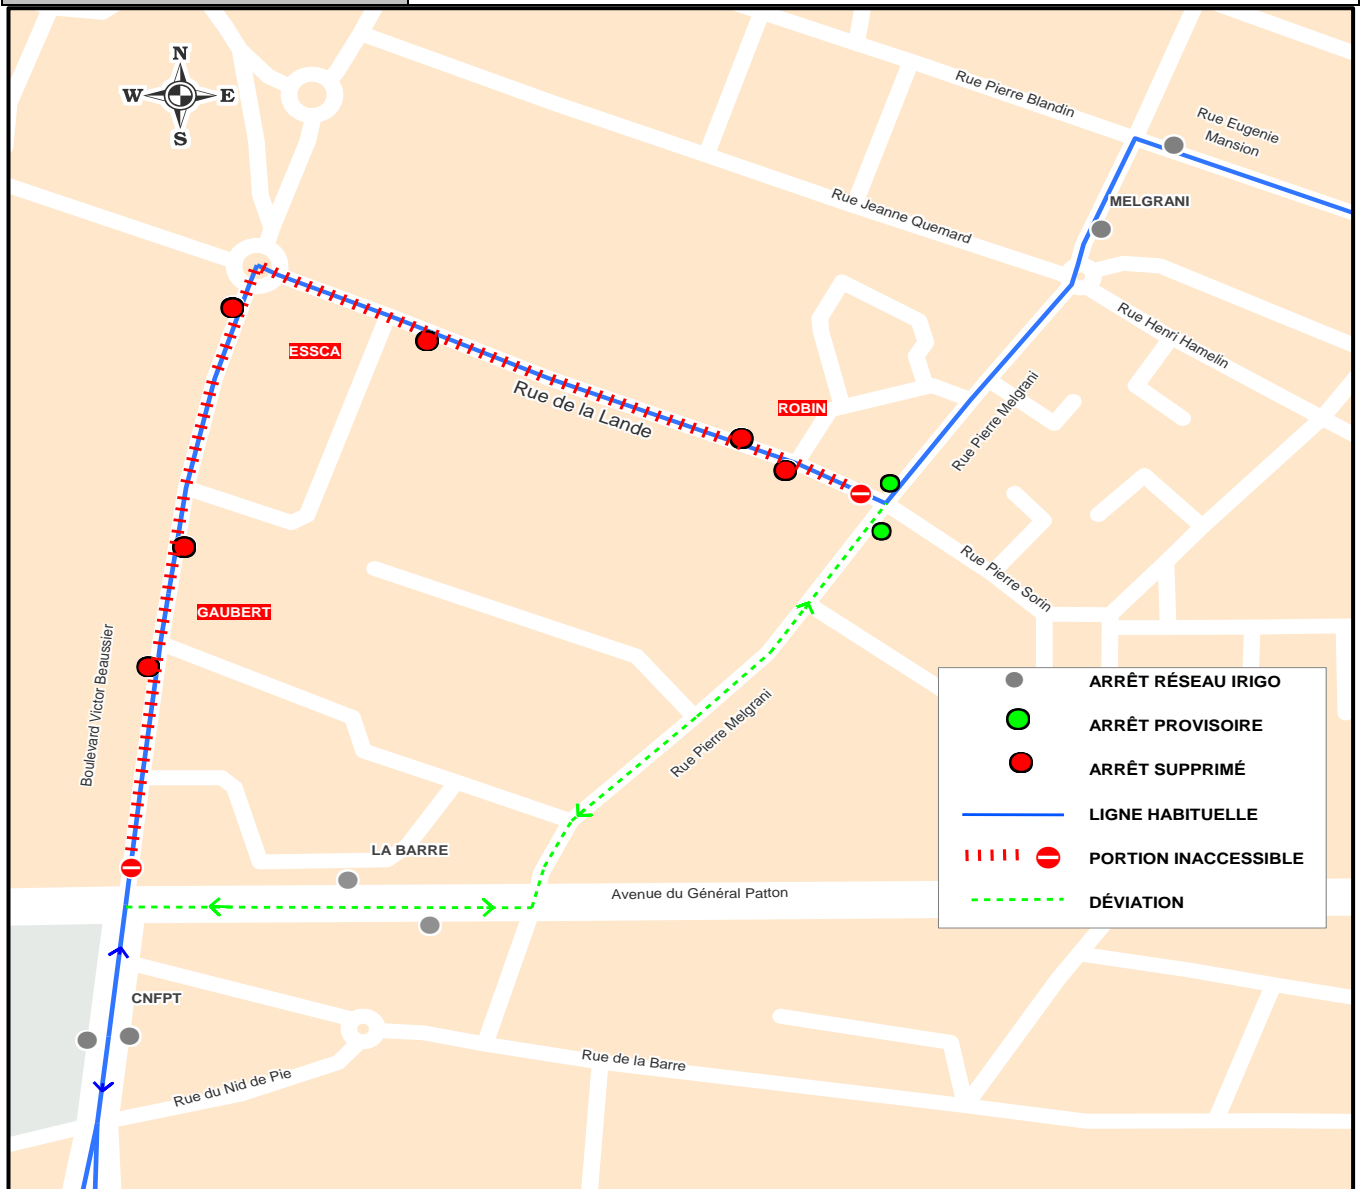 N
W E
S
Rue Pierre Blandin
Rue Eugenie
Mansion
MELGRANI
Rue Jeanne Quemard
Rue Henri Hamelin
ESSCA
Rue de la Lande
ROBIN
Rue Pierre Melgrani
Rue Pierre Sorin
GAUBERT
Boulevard Victor Beaussier
Rue Pierre Melgrani
LA BARRE
Avenue du Général Patton
CNFPT
Rue du Nid de Pie
Rue de la Barre
ARRÊT RÉSEAU IRIGO
ARRÊT PROVISOIRE
ARRÊT SUPPRIMÉ
LIGNE HABITUELLE
PORTION INACCESSIBLE
DÉVIATION